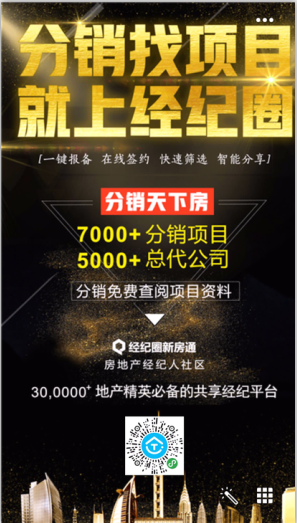 分销找项目
就上经纪圈
[一键报备 在线签约 快速筛选 智能分享]
分销天下房
7000+分销项目
5000+总代公司
分销免费查阅项目资料
经纪圈新房通
房地产经纪人社区
30,0000+ 地产精英必备的共享经纪平台